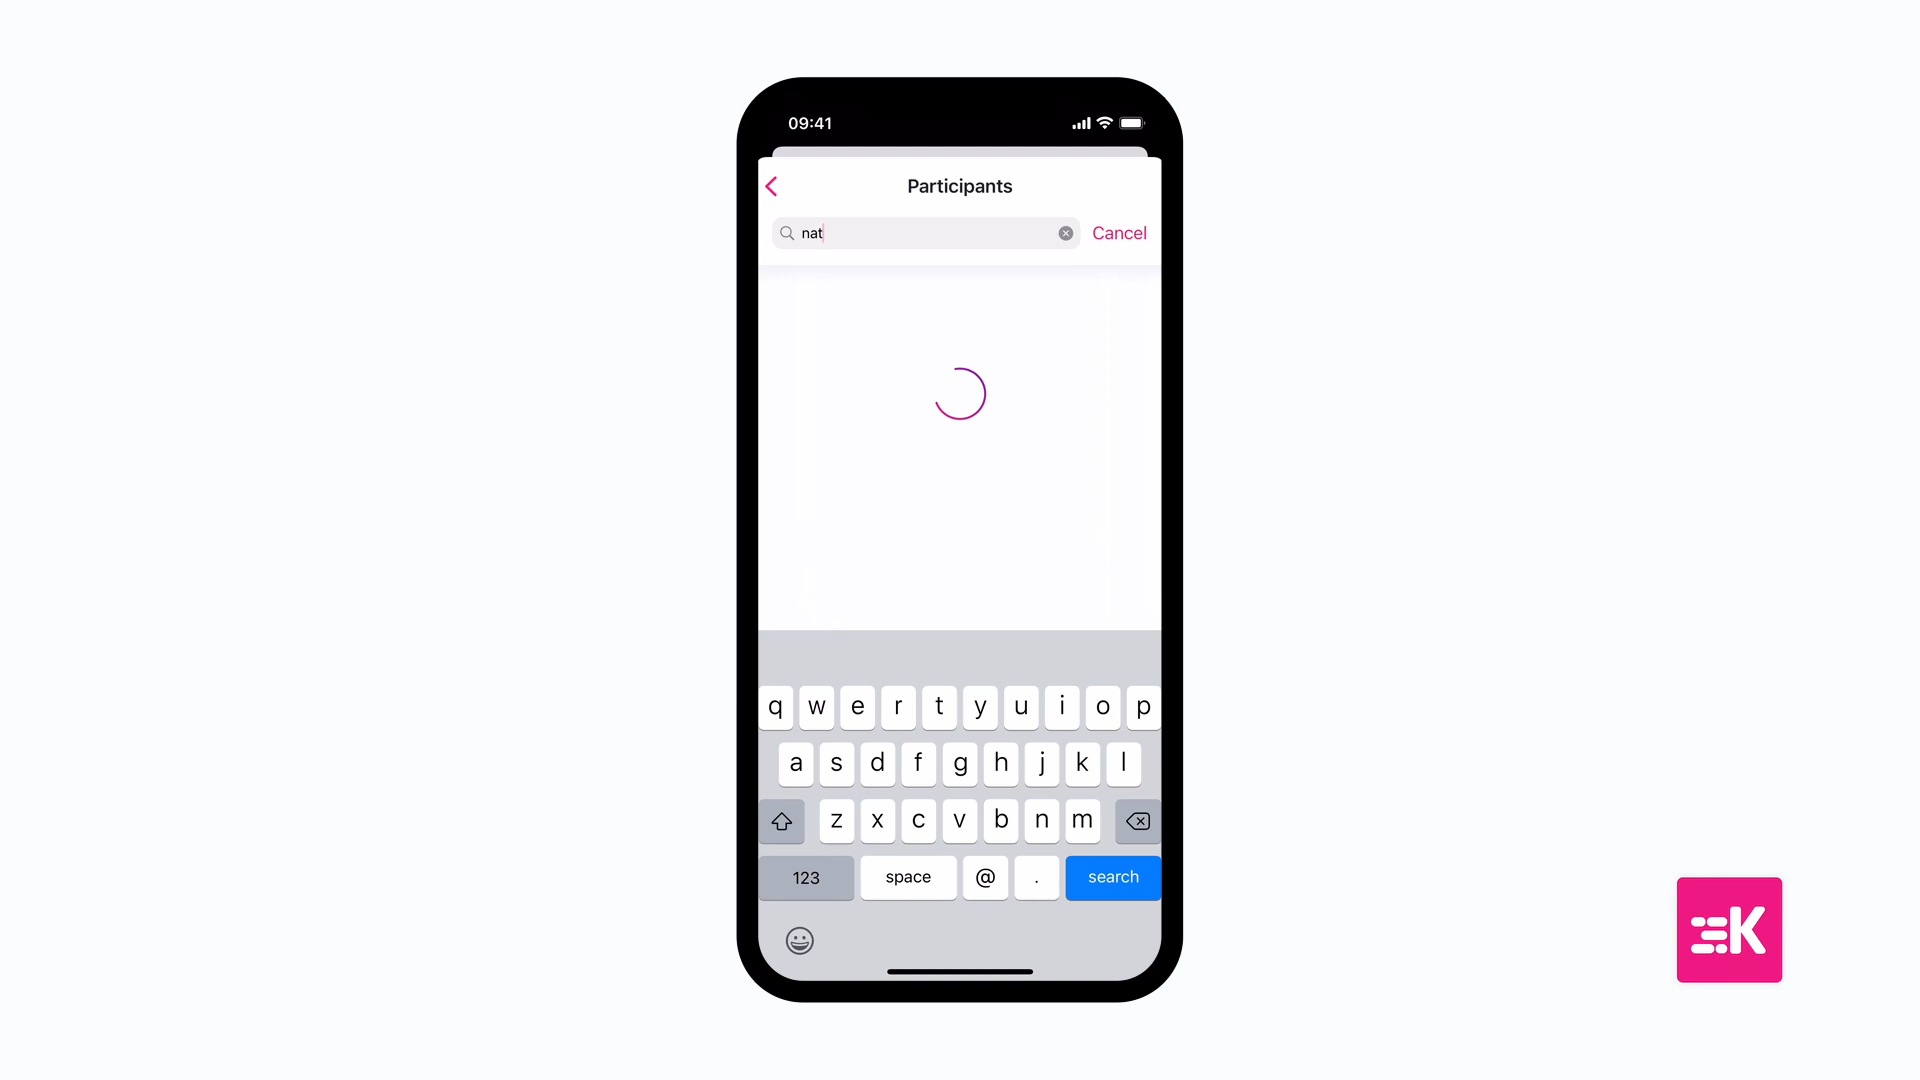 09:41
Participants
nat
Cancel
q w e r t y u i o p
a s d f g h j k l
z x c v b n m
123 space @ . search
K